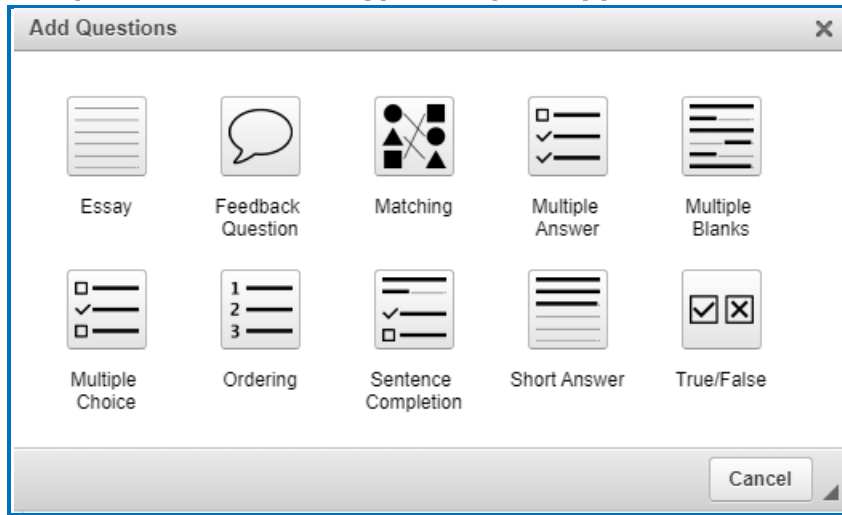 Add Questions
Essay
Feedback
Question
Matching
Multiple
Answer
Multiple
Blanks
1
2
3
Multiple
Choice
Ordering
Sentence
Completion
Short Answer
True/False
Cancel